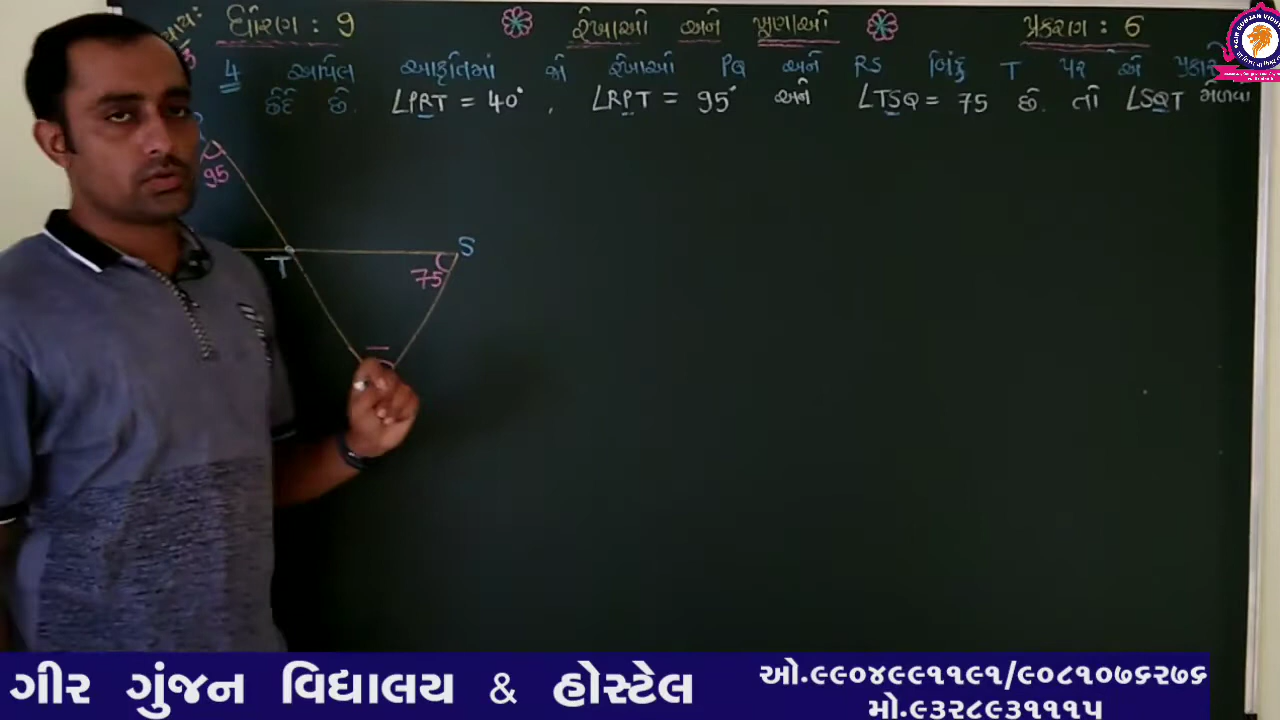 ધોરણ : 9 રેખાઓ અને ખૂણાઓ પ્રકરણ : 6
4 આપેલ આકૃતિમાં જો રેખાઓ PQ અને RS બિંદુ T પર એ પ્રકારે
છેદે છે. ∠PRT = 40°, ∠RPT = 95° અને ∠TSQ = 75 છે. તો ∠SQT મેળવો
95
S
T
75
ગીર ગુંજન વિદ્યાલય & હોસ્ટેલ
ઓ.૯૯૦૪૯૯૧૧૯૧/૯૦૮૧૦૭૬૨૭૬
મો.૯૩૨૮૯૩૧૧૧૫